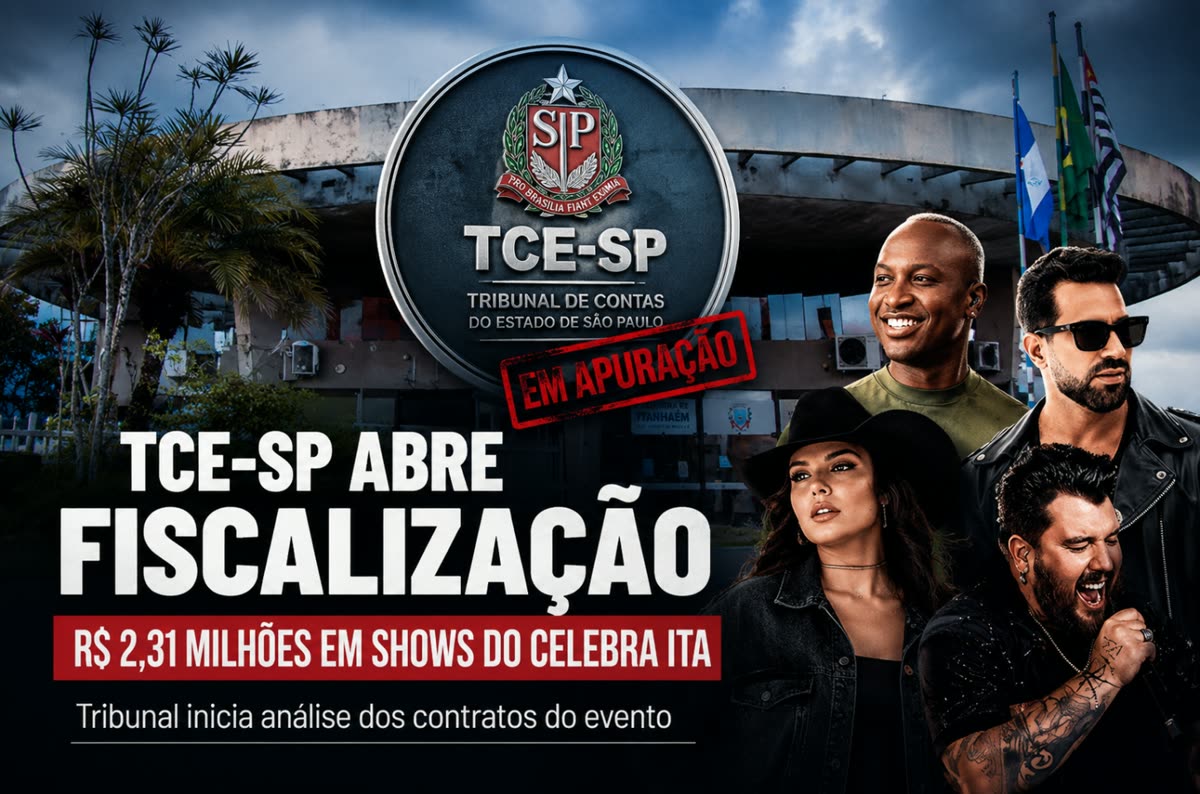 SP
PRO BRASILIA FIANT EXIMIA
TCE-SP
TRIBUNAL DE CONTAS
DO ESTADO DE SÃO PAULO
EM APURAÇÃO
ITANHAÉM
TCE-SP ABRE
FISCALIZAÇÃO
R$ 2,31 MILHÕES EM SHOWS DO CELEBRA ITA
Tribunal inicia análise dos contratos do evento